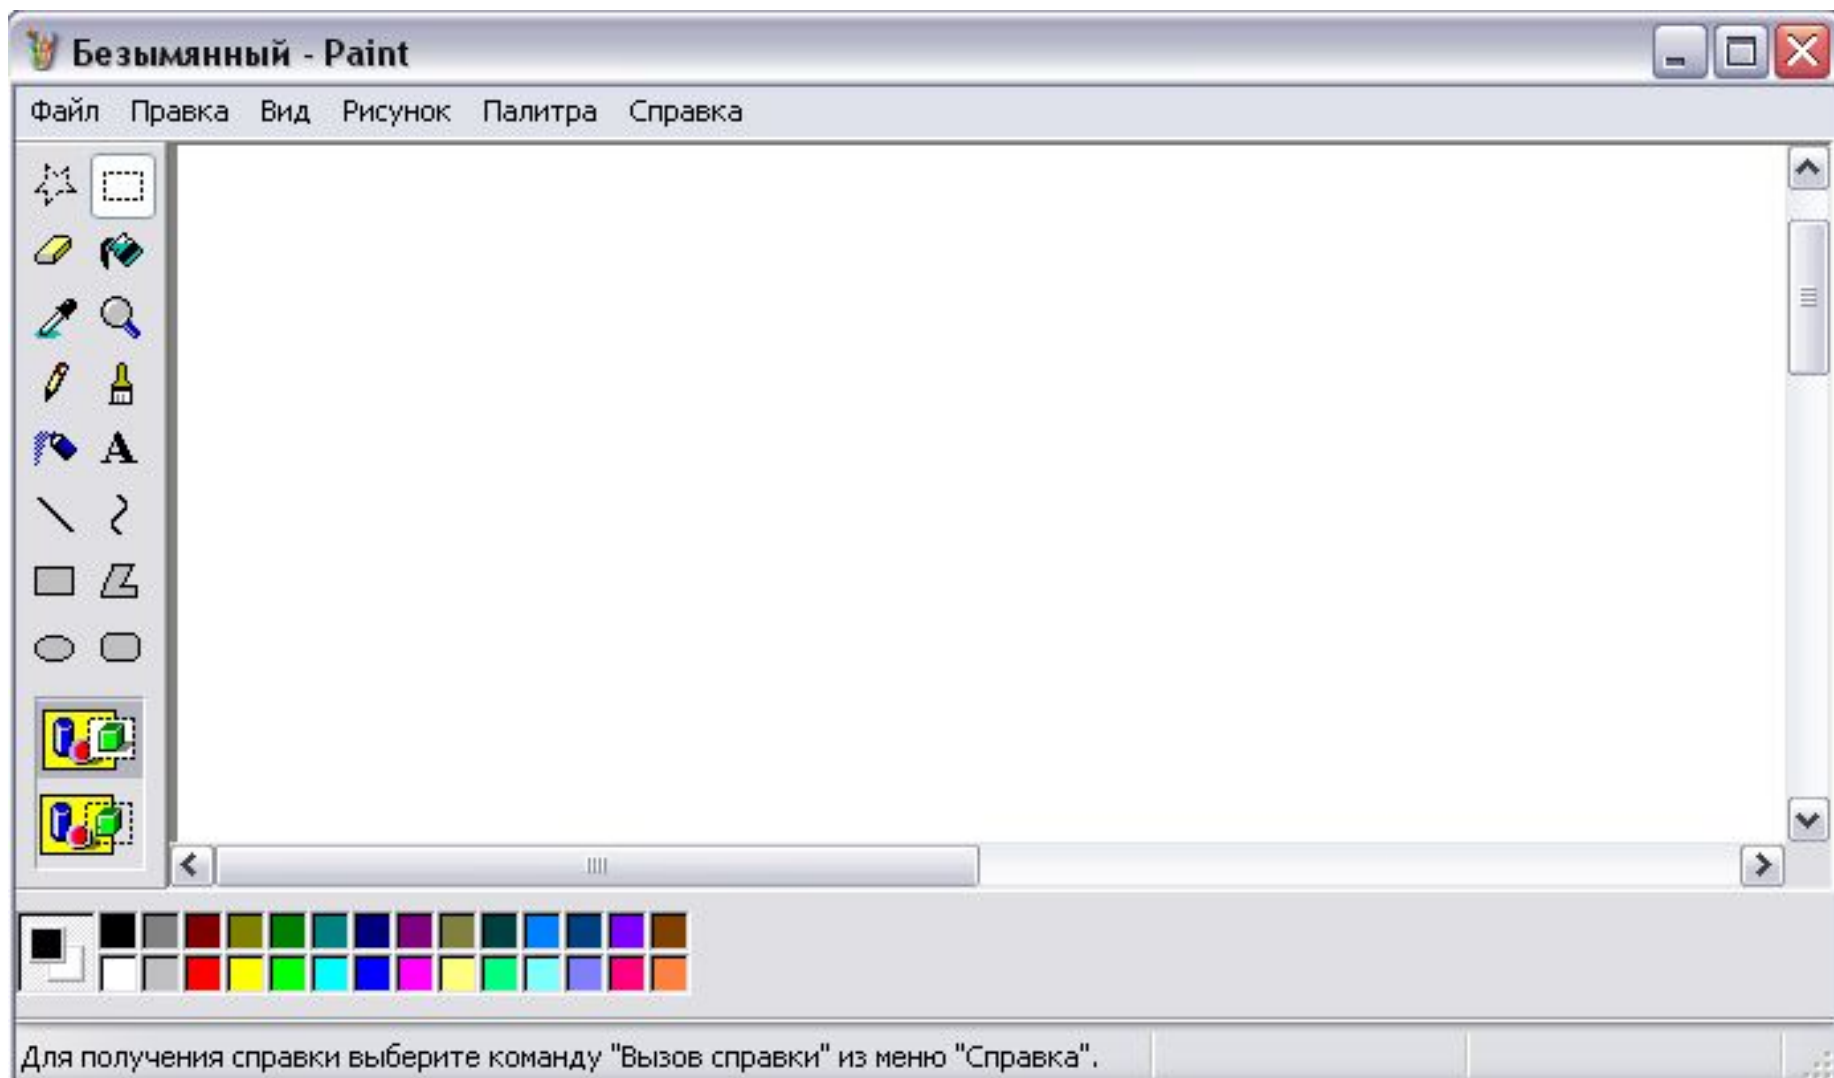 Безымянный - Paint
Файл Правка Вид Рисунок Палитра Справка
A
Для получения справки выберите команду "Вызов справки" из меню "Справка".